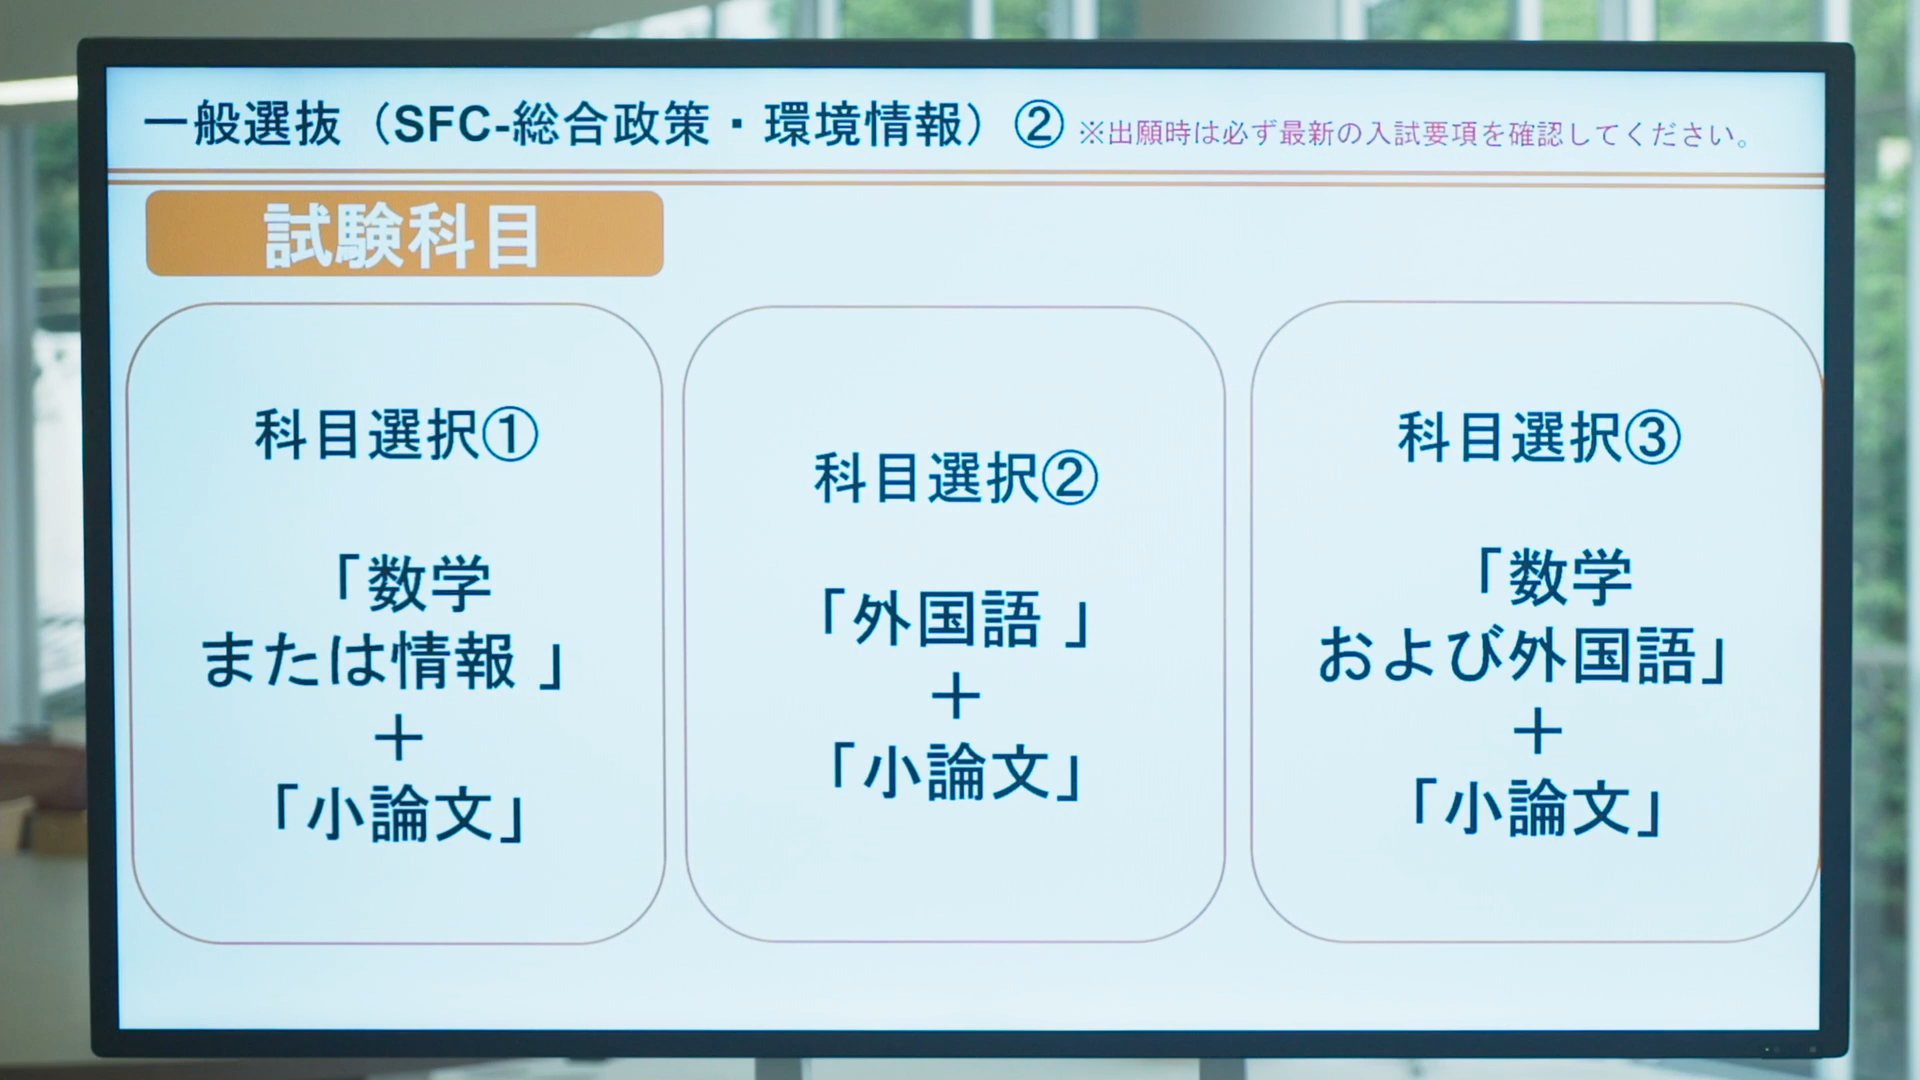 一般選抜（SFC-総合政策・環境情報）② ※出願時は必ず最新の入試要項を確認してください。
試験科目
科目選択①
「数学
または情報 」
＋
「小論文」
科目選択②
「外国語 」
＋
「小論文」
科目選択③
「数学
および外国語」
＋
「小論文」